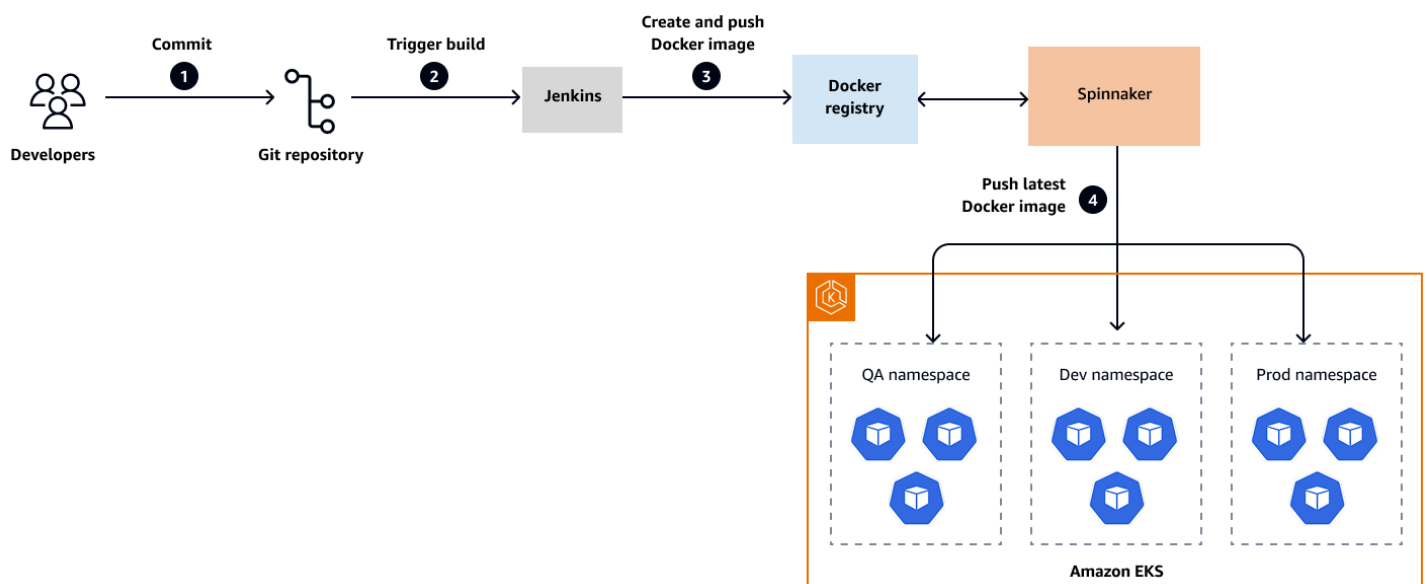 Commit
1
Trigger build
2
Create and push
Docker image
3
Developers
Git repository
Jenkins
Docker
registry
Spinnaker
Push latest
Docker image
4
K
QA namespace
Dev namespace
Prod namespace
Amazon EKS